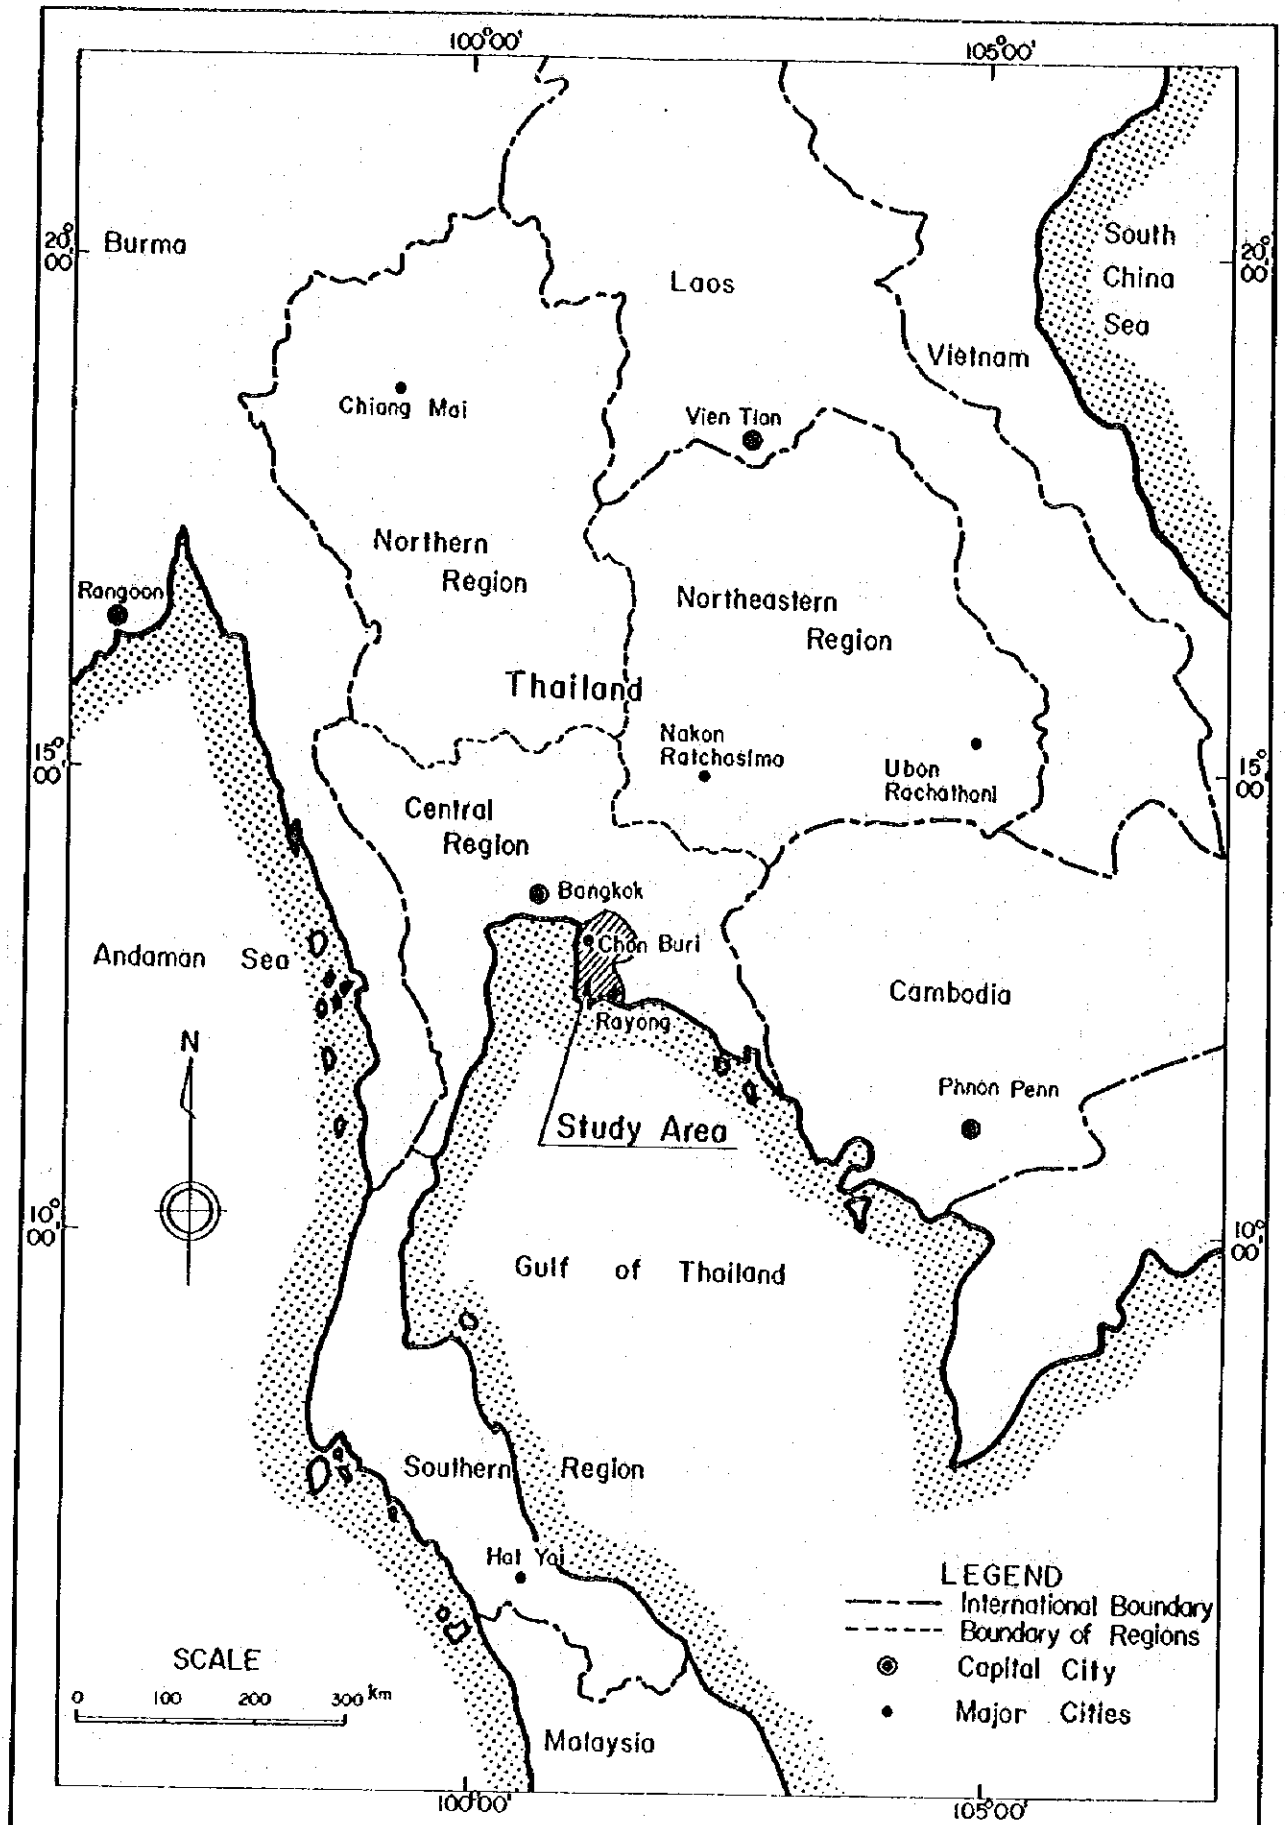 100°00'
105°00'
20°
00'
Burma
Laos
South
China
Sea
20°
00'
Vietnam
Chiang Mai
Vien Tian
Northern
Region
Rangoon
Northeastern
Region
Thailand
Nakon
Ratchasima
Ubon
Rachathani
15°
00'
15°
00'
Central
Region
Bangkok
Chon Buri
Andaman Sea
Cambodia
Rayong
N
Phnon Penn
Study Area
10°
00'
10°
00'
Gulf of Thailand
Southern Region
Hat Yai
LEGEND
International Boundary
Boundary of Regions
Capital City
Major Cities
SCALE
0 100 200 300 km
Malaysia
100°00'
105°00'